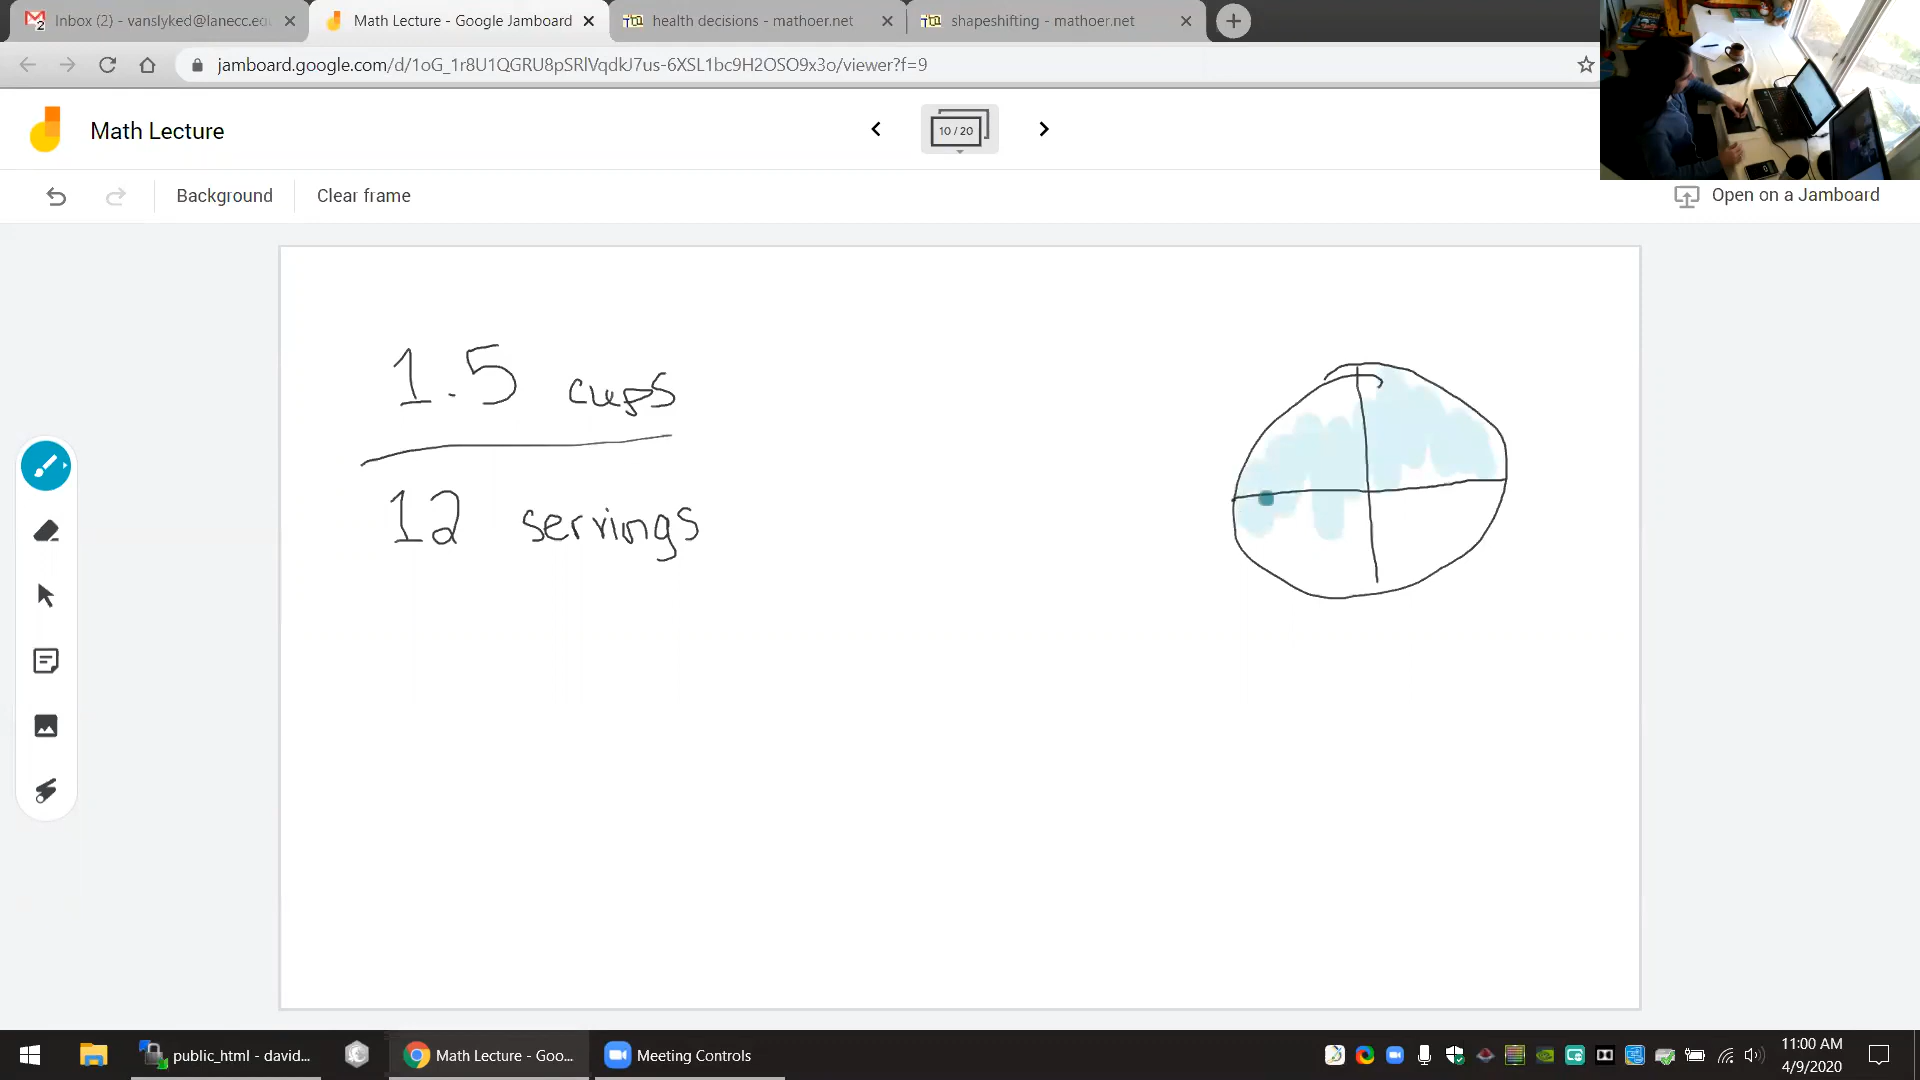 Inbox (2) - vanslyked@lanecc.edu
Math Lecture - Google Jamboard
health decisions - mathoer.net
shapeshifting - mathoer.net
jamboard.google.com/d/1oG_1r8U1QGRU8pSRlVqdkJ7us-6XSL1bc9H2OSO9x3o/viewer?f=9
Math Lecture
10 / 20
Background
Clear frame
Open on a Jamboard
1.5 cups
12 servings
public_html - david...
Math Lecture - Goo...
Meeting Controls
11:00 AM
4/9/2020